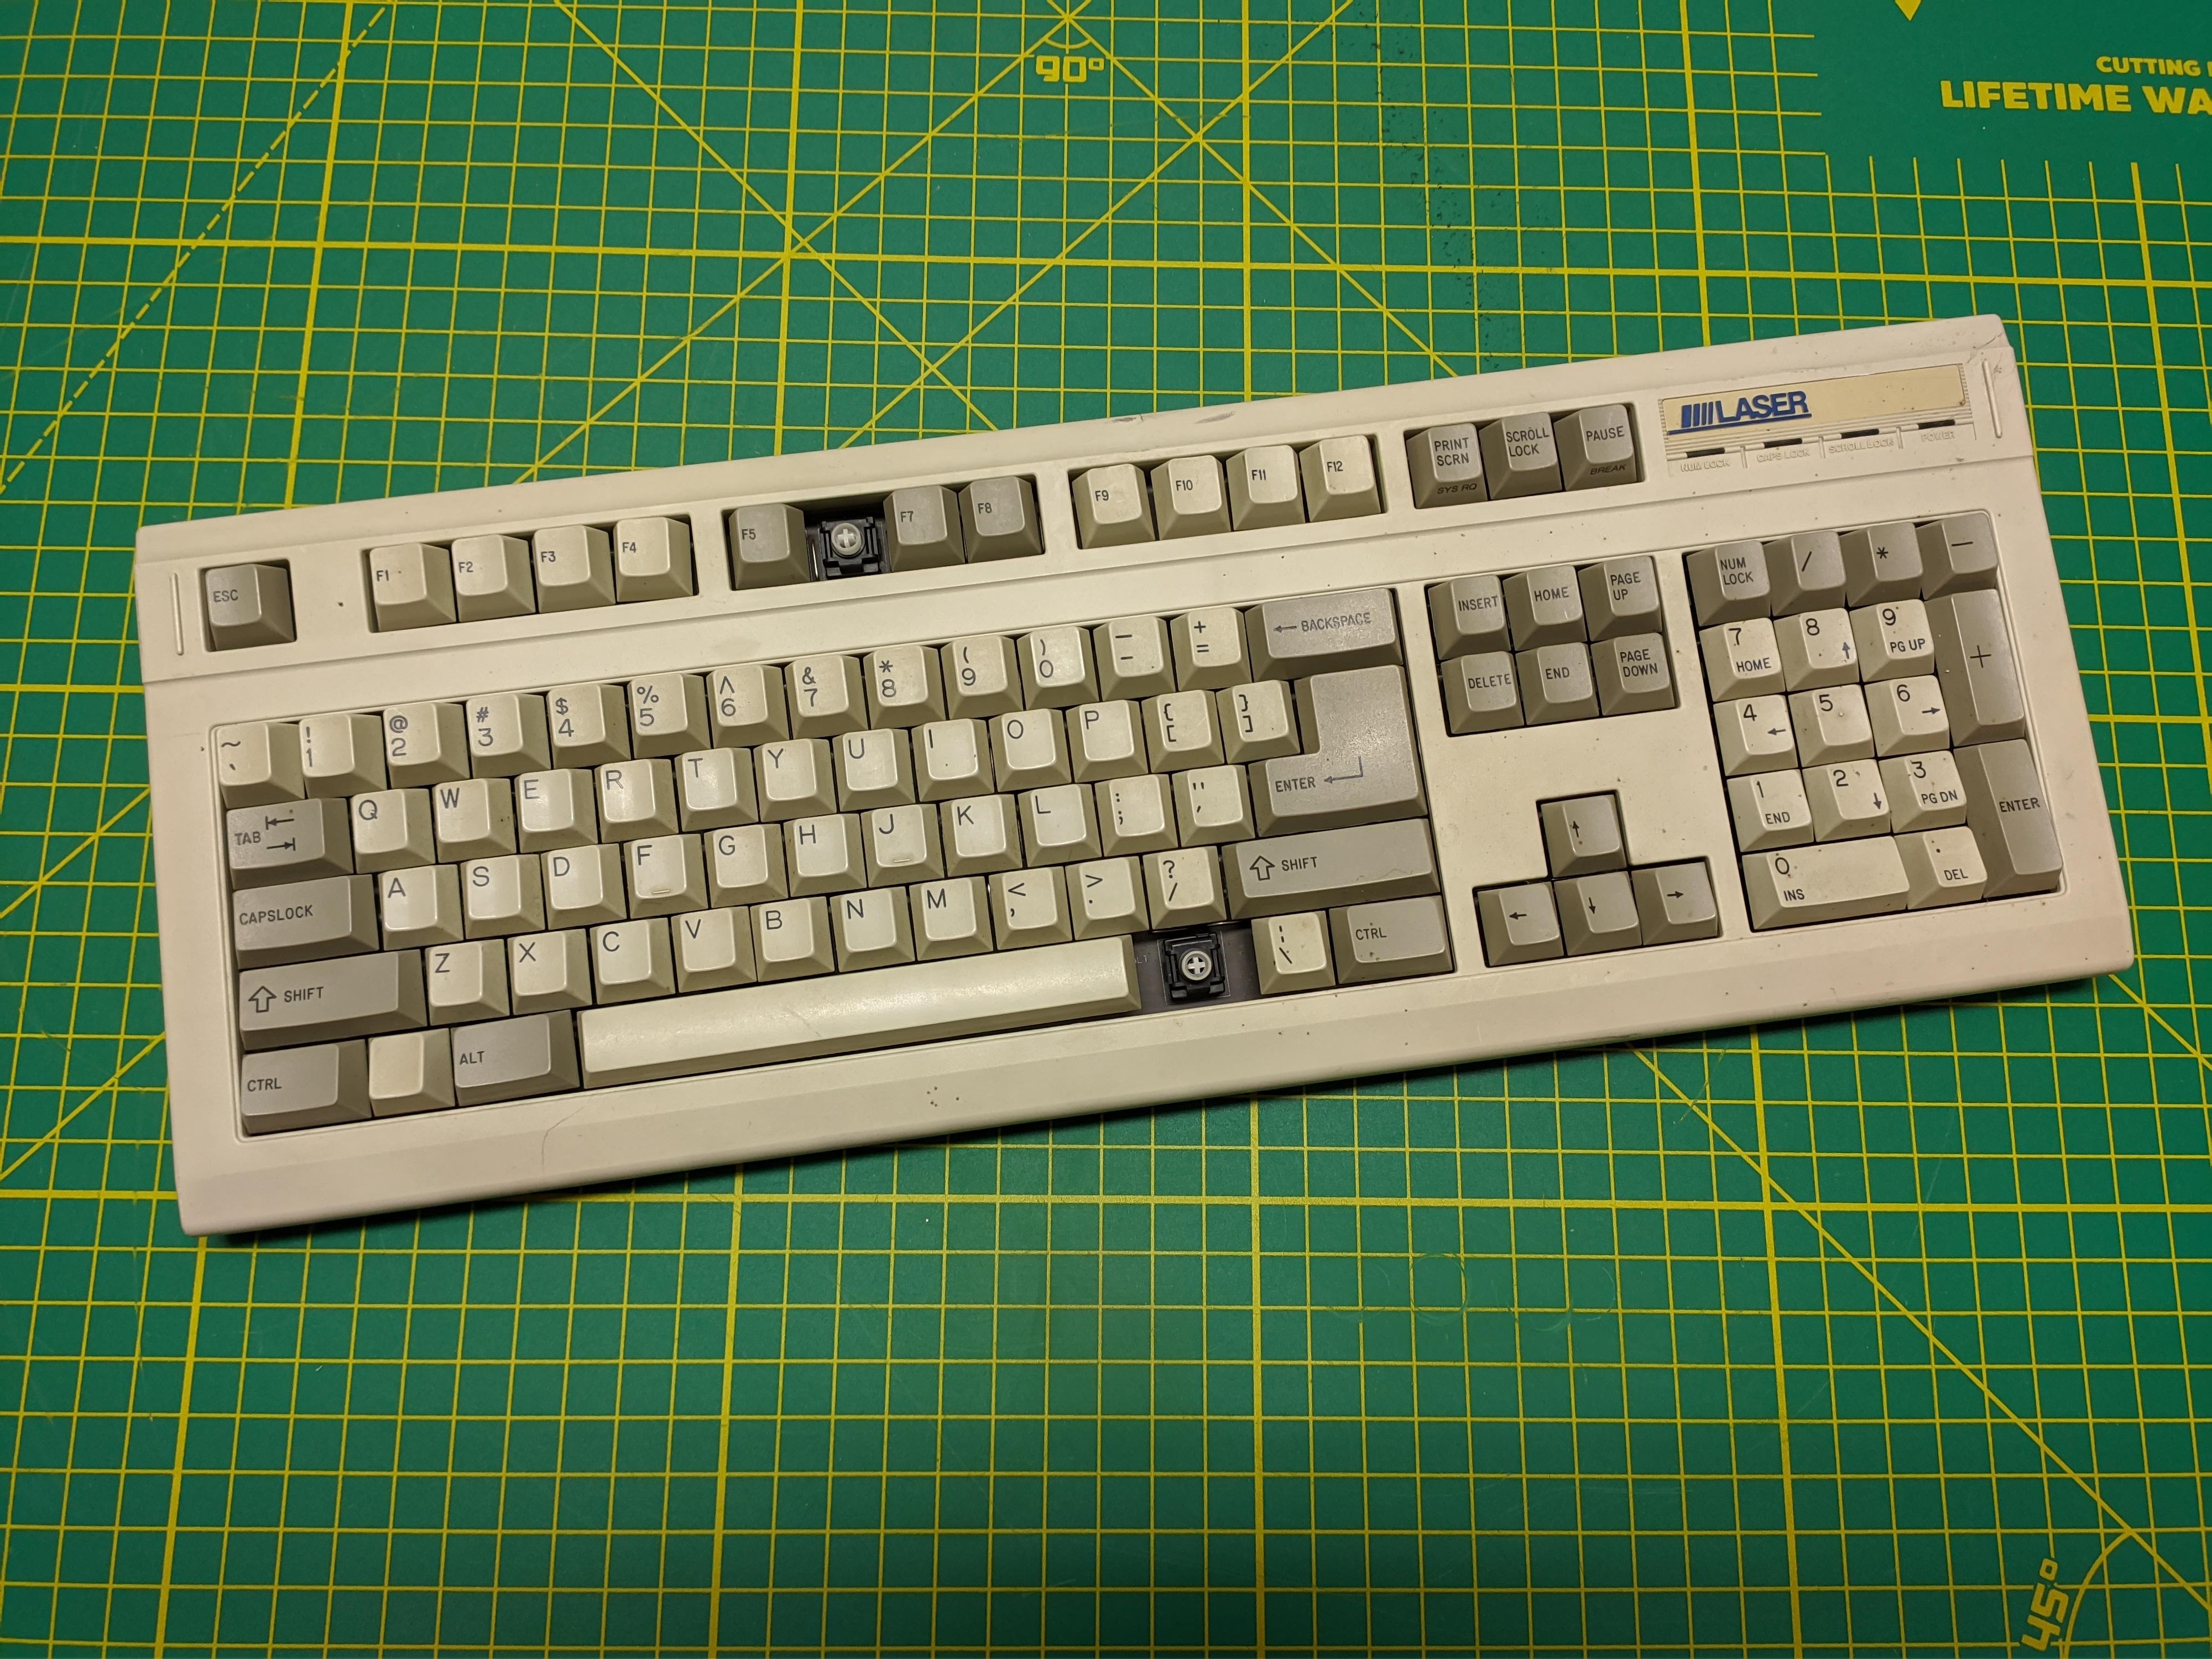 90°
CUTTING
LIFETIME WA
LASER
NUM LOCK CAPS LOCK SCROLL LOCK POWER
ESC F1 F2 F3 F4 F5 F7 F8 F9 F10 F11 F12 PRINT SCRN SYS RQ SCROLL LOCK PAUSE BREAK
~ ` ! 1 @ 2 # 3 $ 4 % 5 ^ 6 & 7 * 8 ( 9 ) 0 _ - + = ← BACKSPACE
INSERT HOME PAGE UP
NUM LOCK / * −
TAB Q W E R T Y U I O P { [ } ]
DELETE END PAGE DOWN
7 HOME 8 ↑ 9 PG UP +
CAPSLOCK A S D F G H J K L : ; " ' ENTER
4 ← 5 6 →
⇧ SHIFT Z X C V B N M < , > . ? / ⇧ SHIFT
↑
1 END 2 ↓ 3 PG DN ENTER
CTRL ALT ¦ \ CTRL
← ↓ →
0 INS . DEL
45°